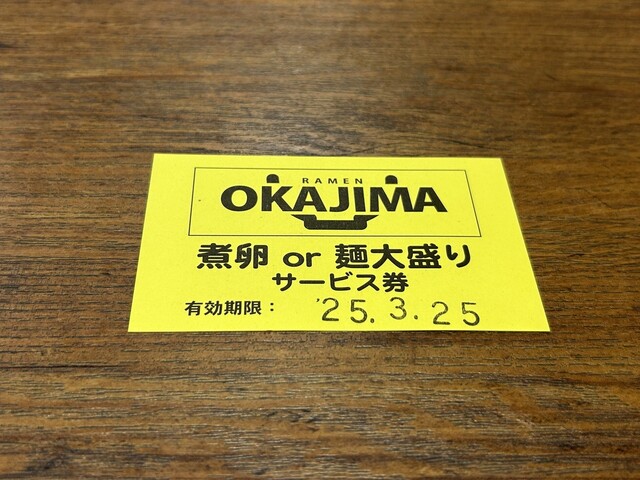 RAMEN
OKAJIMA
煮卵 or 麺大盛り
サービス券
有効期限： '25.3.25